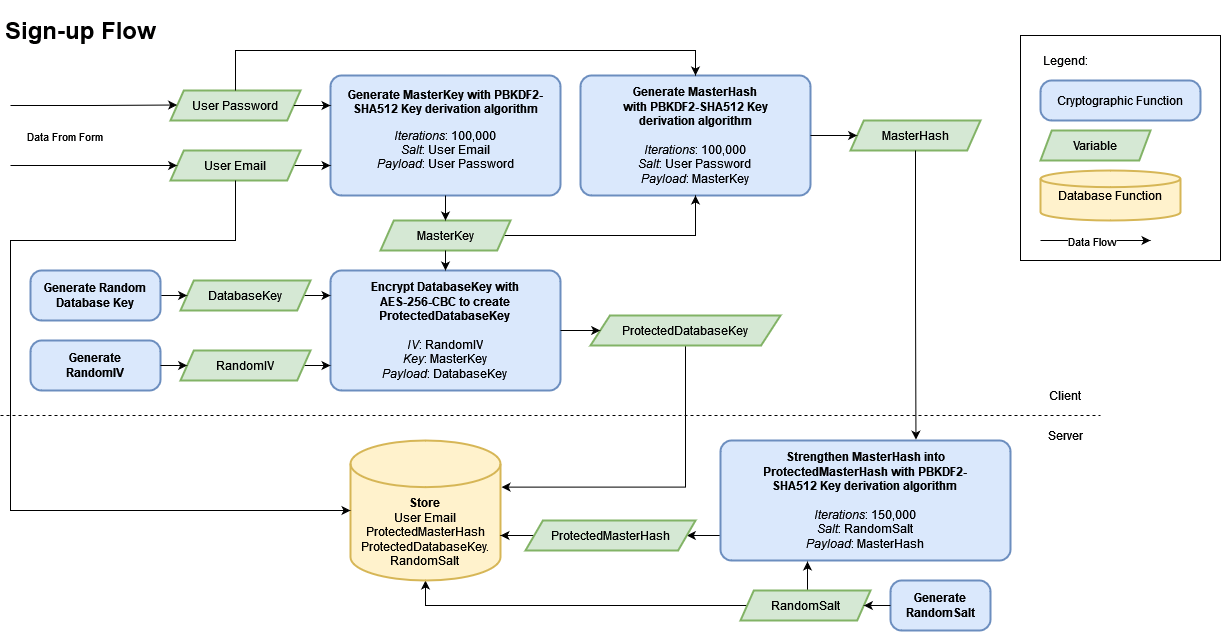 Sign-up Flow
Legend:
Cryptographic Function
Variable
Database Function
Data Flow
Data From Form
User Password
User Email
Generate MasterKey with PBKDF2-
SHA512 Key derivation algorithm
Iterations: 100,000
Salt: User Email
Payload: User Password
Generate MasterHash
with PBKDF2-SHA512 Key
derivation algorithm
Iterations: 100,000
Salt: User Password
Payload: MasterKey
MasterHash
MasterKey
Generate Random
Database Key
DatabaseKey
Generate
RandomIV
RandomIV
Encrypt DatabaseKey with
AES-256-CBC to create
ProtectedDatabaseKey
IV: RandomIV
Key: MasterKey
Payload: DatabaseKey
ProtectedDatabaseKey
Client
Server
Store
User Email
ProtectedMasterHash
ProtectedDatabaseKey.
RandomSalt
ProtectedMasterHash
Strengthen MasterHash into
ProtectedMasterHash with PBKDF2-
SHA512 Key derivation algorithm
Iterations: 150,000
Salt: RandomSalt
Payload: MasterHash
RandomSalt
Generate
RandomSalt